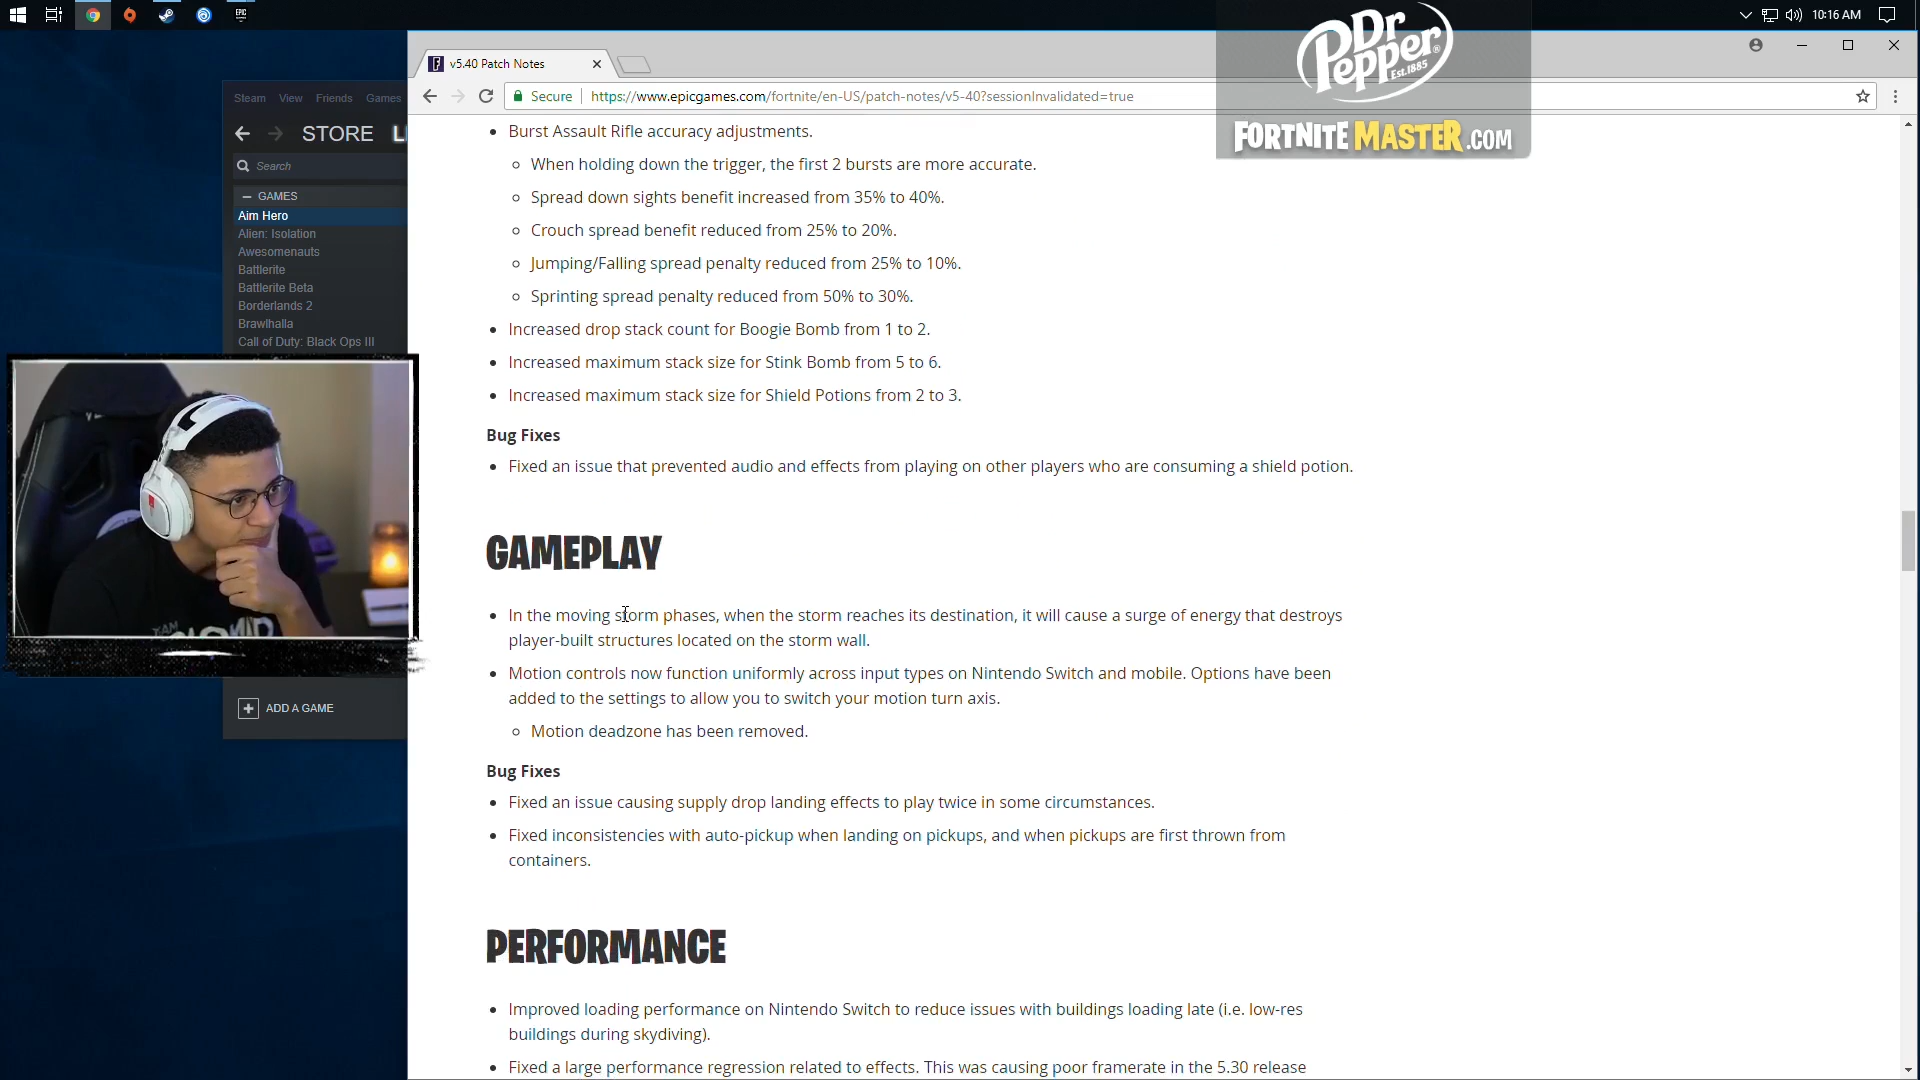 10:16 AM
EPIC
v5.40 Patch Notes
Secure
https://www.epicgames.com/fortnite/en-US/patch-notes/v5-40?sessionInvalidated=true
Dr Pepper
Est.1885
FORTNITEMASTER.COM
Steam View Friends Games
STORE
Search
GAMES
Aim Hero
Alien: Isolation
Awesomenauts
Battlerite
Battlerite Beta
Borderlands 2
Brawlhalla
Call of Duty: Black Ops III
ADD A GAME
Burst Assault Rifle accuracy adjustments.
When holding down the trigger, the first 2 bursts are more accurate.
Spread down sights benefit increased from 35% to 40%.
Crouch spread benefit reduced from 25% to 20%.
Jumping/Falling spread penalty reduced from 25% to 10%.
Sprinting spread penalty reduced from 50% to 30%.
Increased drop stack count for Boogie Bomb from 1 to 2.
Increased maximum stack size for Stink Bomb from 5 to 6.
Increased maximum stack size for Shield Potions from 2 to 3.
Bug Fixes
Fixed an issue that prevented audio and effects from playing on other players who are consuming a shield potion.
GAMEPLAY
In the moving storm phases, when the storm reaches its destination, it will cause a surge of energy that destroys
player-built structures located on the storm wall.
Motion controls now function uniformly across input types on Nintendo Switch and mobile. Options have been
added to the settings to allow you to switch your motion turn axis.
Motion deadzone has been removed.
Bug Fixes
Fixed an issue causing supply drop landing effects to play twice in some circumstances.
Fixed inconsistencies with auto-pickup when landing on pickups, and when pickups are first thrown from
containers.
PERFORMANCE
Improved loading performance on Nintendo Switch to reduce issues with buildings loading late (i.e. low-res
buildings during skydiving).
Fixed a large performance regression related to effects. This was causing poor framerate in the 5.30 release